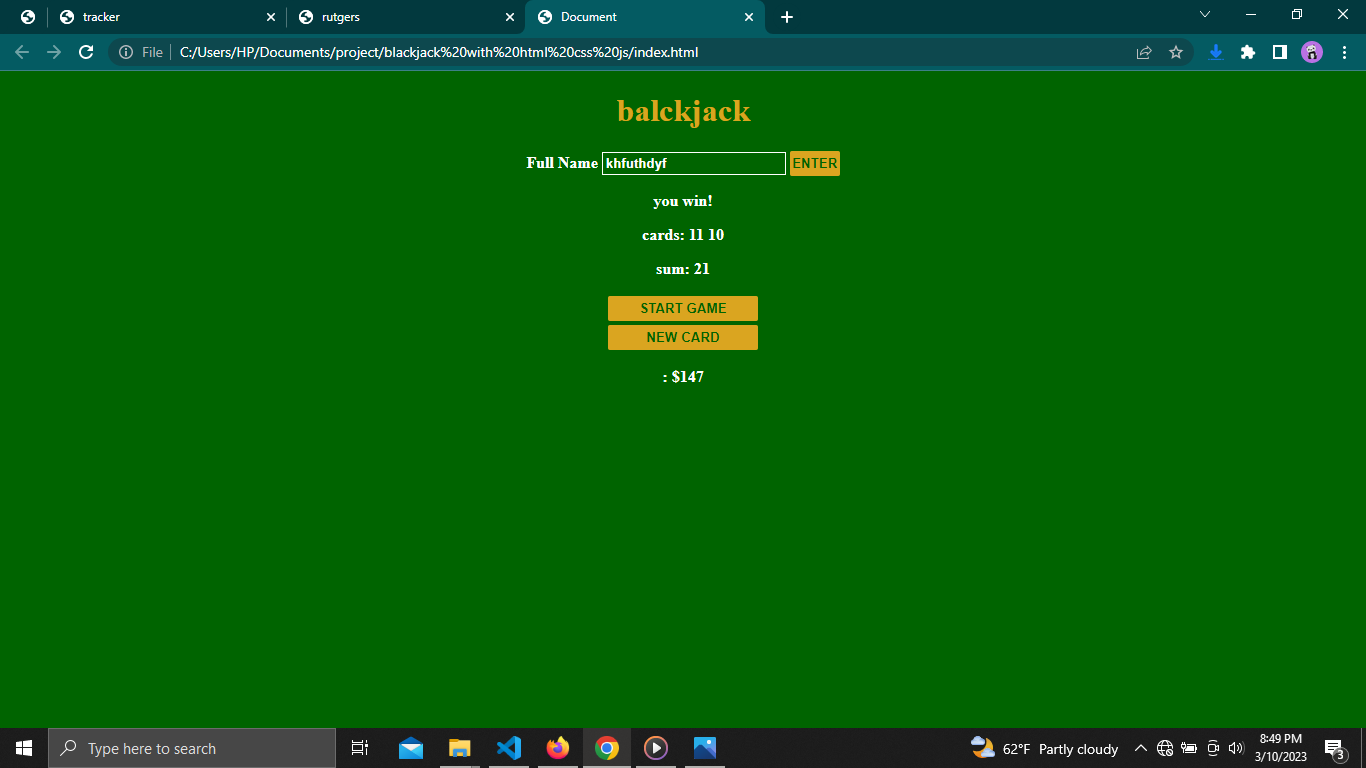 tracker
rutgers
Document
File
C:/Users/HP/Documents/project/blackjack%20with%20html%20css%20js/index.html
balckjack
Full Name khfuthdyf ENTER
you win!
cards: 11 10
sum: 21
START GAME
NEW CARD
: $147
Type here to search
62°F Partly cloudy
8:49 PM
3/10/2023
3